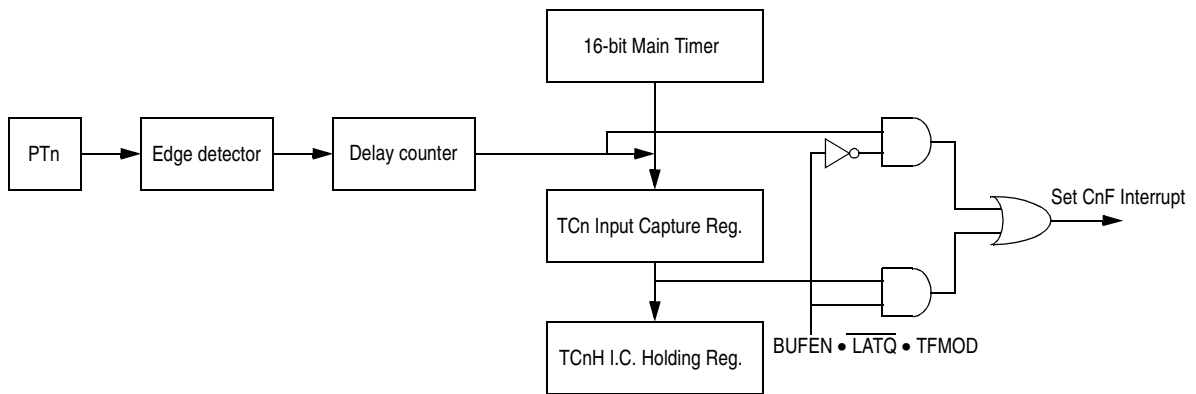 16-bit Main Timer
PTn
Edge detector
Delay counter
TCn Input Capture Reg.
Set CnF Interrupt
TCnH I.C. Holding Reg.
BUFEN • L̅A̅T̅Q̅ • TFMOD